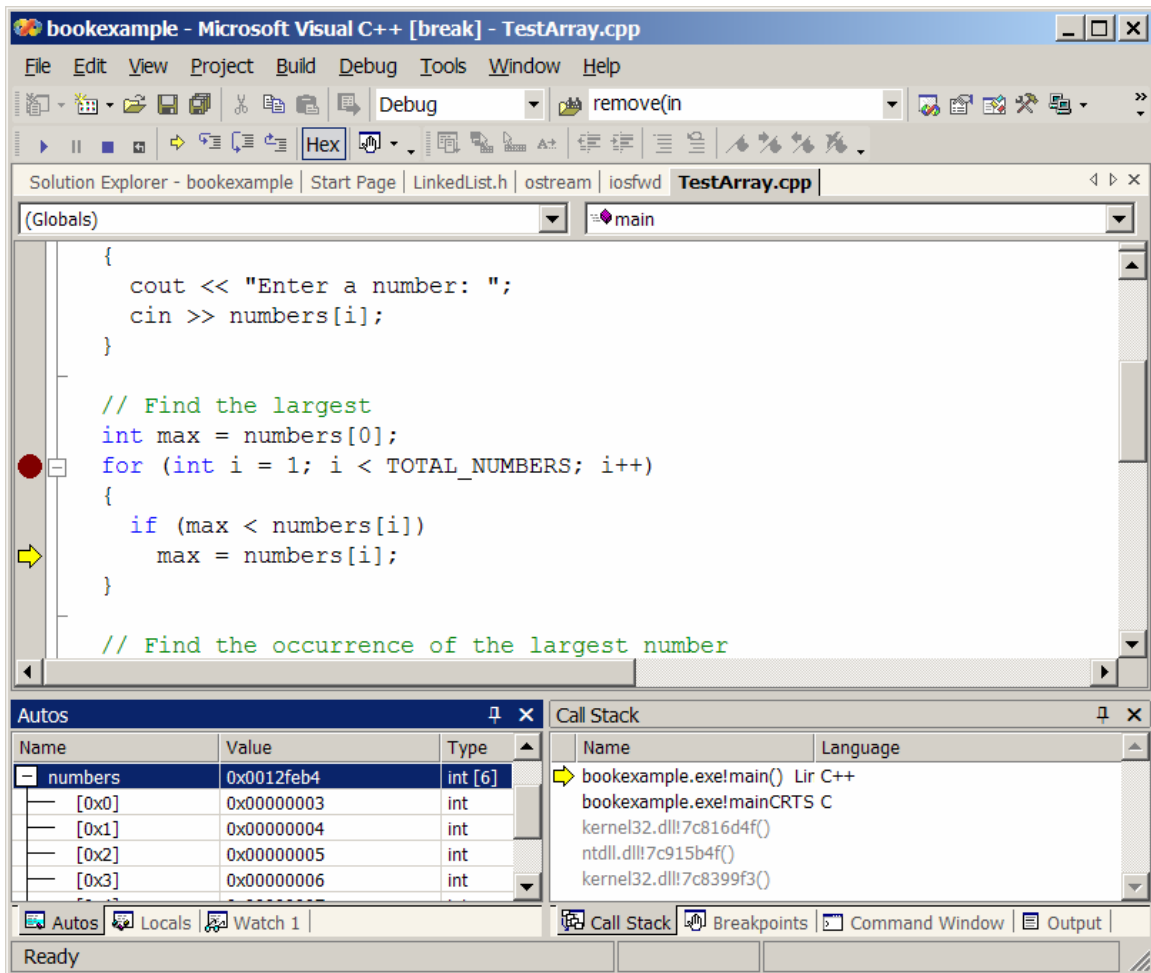 bookexample - Microsoft Visual C++ [break] - TestArray.cpp
File Edit View Project Build Debug Tools Window Help
Debug remove(in
Hex
Solution Explorer - bookexample Start Page LinkedList.h ostream iosfwd TestArray.cpp
(Globals) main
{
cout << "Enter a number: ";
cin >> numbers[i];
}
// Find the largest
int max = numbers[0];
for (int i = 1; i < TOTAL_NUMBERS; i++)
{
if (max < numbers[i])
max = numbers[i];
}
// Find the occurrence of the largest number
Autos
Name Value Type
numbers 0x0012feb4 int [6]
[0x0] 0x00000003 int
[0x1] 0x00000004 int
[0x2] 0x00000005 int
[0x3] 0x00000006 int
Autos Locals Watch 1
Call Stack
Name Language
bookexample.exe!main() Lir C++
bookexample.exe!mainCRTS C
kernel32.dll!7c816d4f()
ntdll.dll!7c915b4f()
kernel32.dll!7c8399f3()
Call Stack Breakpoints Command Window Output
Ready